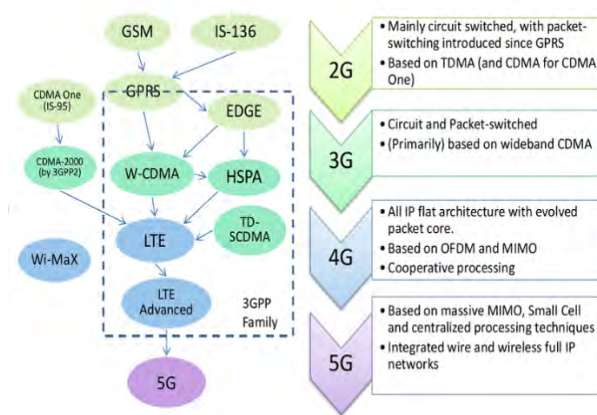 GSM
IS-136
GPRS
CDMA One
(IS-95)
EDGE
CDMA-2000
(by 3GPP2)
W-CDMA
HSPA
TD-
SCDMA
LTE
Wi-MaX
LTE
Advanced
3GPP
Family
5G
2G
• Mainly circuit switched, with packet-
switching introduced since GPRS
• Based on TDMA (and CDMA for CDMA
One)
3G
• Circuit and Packet-switched
• (Primarily) based on wideband CDMA
4G
• All IP flat architecture with evolved
packet core.
• Based on OFDM and MIMO
• Cooperative processing
5G
• Based on massive MIMO, Small Cell
and centralized processing techniques
• Integrated wire and wireless full IP
networks